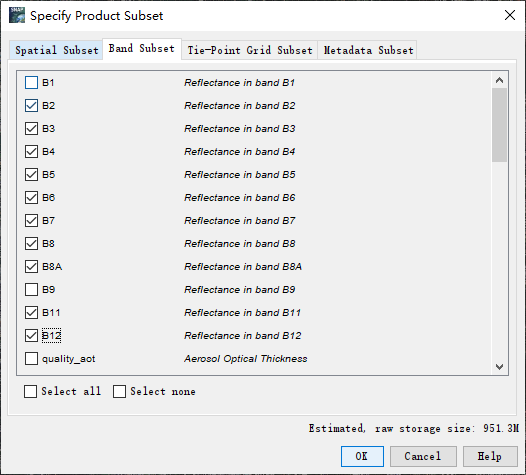 SNAP
Specify Product Subset
Spatial Subset Band Subset Tie-Point Grid Subset Metadata Subset
B1 Reflectance in band B1
B2 Reflectance in band B2
B3 Reflectance in band B3
B4 Reflectance in band B4
B5 Reflectance in band B5
B6 Reflectance in band B6
B7 Reflectance in band B7
B8 Reflectance in band B8
B8A Reflectance in band B8A
B9 Reflectance in band B9
B11 Reflectance in band B11
B12 Reflectance in band B12
quality_aot Aerosol Optical Thickness
Select all Select none
Estimated, raw storage size: 951.3M
OK Cancel Help